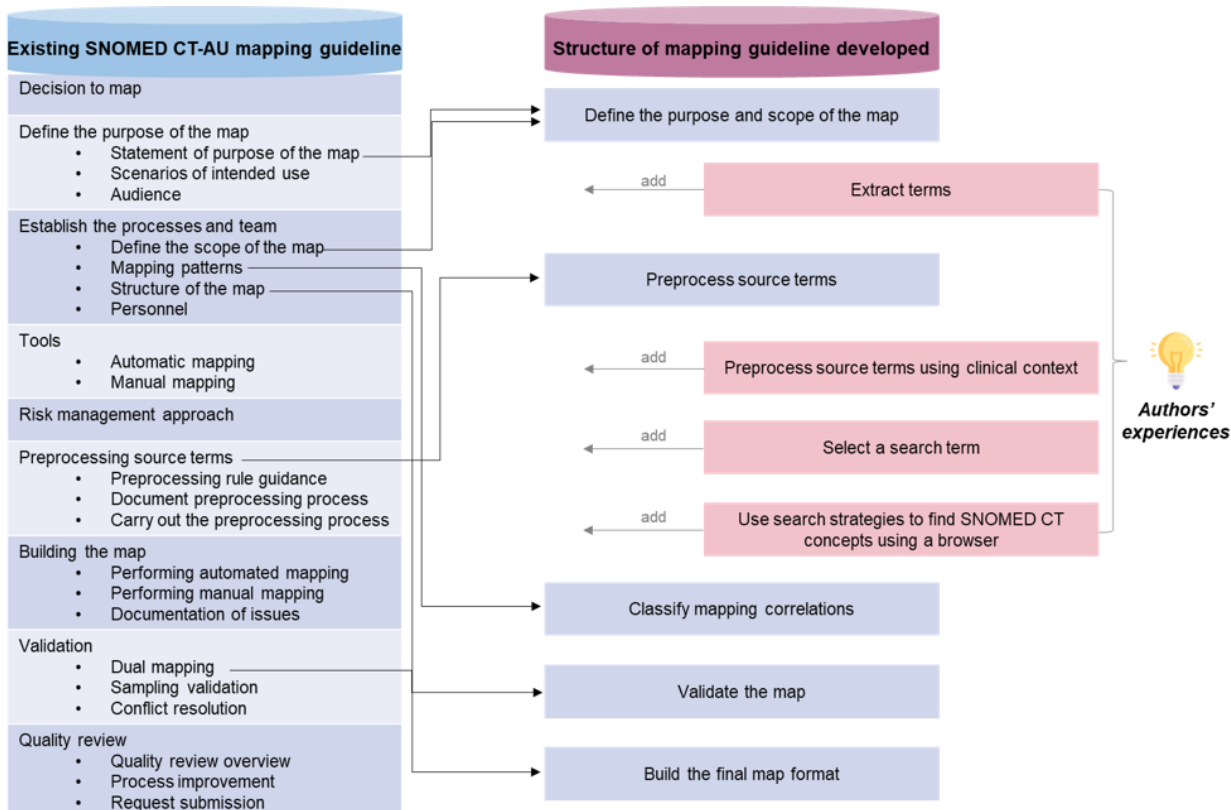 Existing SNOMED CT-AU mapping guideline
Decision to map
Define the purpose of the map
• Statement of purpose of the map
• Scenarios of intended use
• Audience
Establish the processes and team
• Define the scope of the map
• Mapping patterns
• Structure of the map
• Personnel
Tools
• Automatic mapping
• Manual mapping
Risk management approach
Preprocessing source terms
• Preprocessing rule guidance
• Document preprocessing process
• Carry out the preprocessing process
Building the map
• Performing automated mapping
• Performing manual mapping
• Documentation of issues
Validation
• Dual mapping
• Sampling validation
• Conflict resolution
Quality review
• Quality review overview
• Process improvement
• Request submission
Structure of mapping guideline developed
Define the purpose and scope of the map
add
Extract terms
Preprocess source terms
add
Preprocess source terms using clinical context
add
Select a search term
add
Use search strategies to find SNOMED CT
concepts using a browser
Classify mapping correlations
Validate the map
Build the final map format
Authors'
experiences